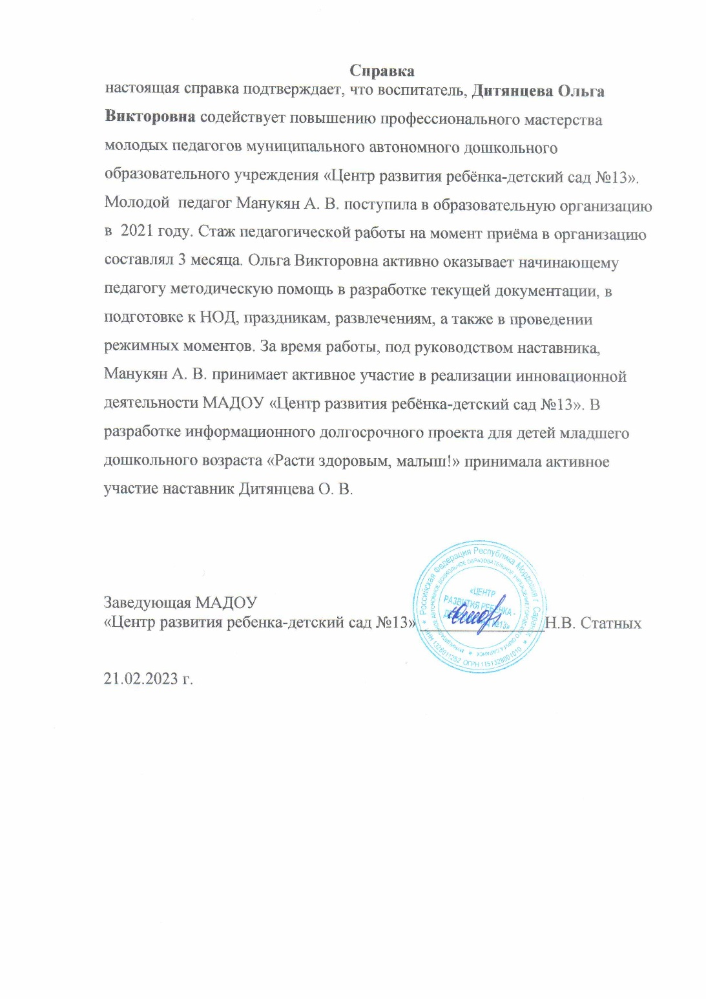 Справка
настоящая справка подтверждает, что воспитатель, Дитянцева Ольга
Викторовна содействует повышению профессионального мастерства
молодых педагогов муниципального автономного дошкольного
образовательного учреждения «Центр развития ребёнка-детский сад №13».
Молодой педагог Манукян А. В. поступила в образовательную организацию
в 2021 году. Стаж педагогической работы на момент приёма в организацию
составлял 3 месяца. Ольга Викторовна активно оказывает начинающему
педагогу методическую помощь в разработке текущей документации, в
подготовке к НОД, праздникам, развлечениям, а также в проведении
режимных моментов. За время работы, под руководством наставника,
Манукян А. В. принимает активное участие в реализации инновационной
деятельности МАДОУ «Центр развития ребёнка-детский сад №13». В
разработке информационного долгосрочного проекта для детей младшего
дошкольного возраста «Расти здоровым, малыш!» принимала активное
участие наставник Дитянцева О. В.
Российская Федерация Республика Мордовия г. Саранск
ИНН 1328011252 ОГРН 1151328001010
МУНИЦИПАЛЬНОЕ АВТОНОМНОЕ ДОШКОЛЬНОЕ ОБРАЗОВАТЕЛЬНОЕ УЧРЕЖДЕНИЕ ГОРОДСКОГО ОКРУГА САРАНСК
«ЦЕНТР
РАЗВИТИЯ РЕБЕНКА -
№13»
Заведующая МАДОУ
«Центр развития ребенка-детский сад №13»_______________Н.В. Статных
21.02.2023 г.